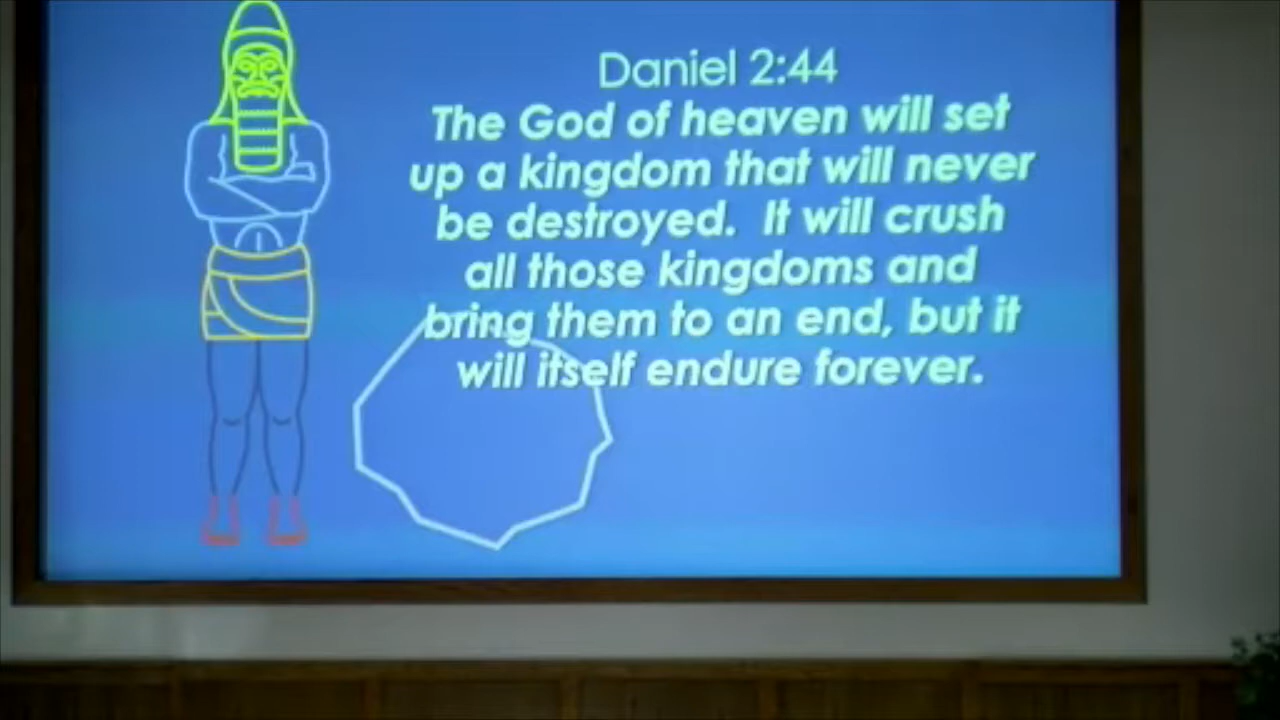 Daniel 2:44
The God of heaven will set
up a kingdom that will never
be destroyed.  It will crush
all those kingdoms and
bring them to an end, but it
will itself endure forever.